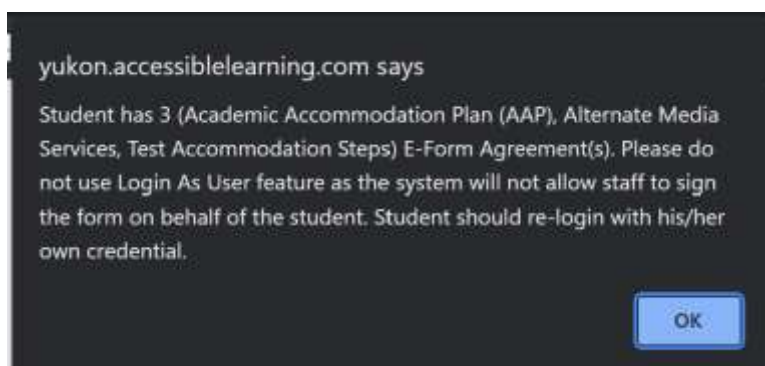 yukon.accessiblelearning.com says
Student has 3 (Academic Accommodation Plan (AAP), Alternate Media
Services, Test Accommodation Steps) E-Form Agreement(s). Please do
not use Login As User feature as the system will not allow staff to sign
the form on behalf of the student. Student should re-login with his/her
own credential.
OK